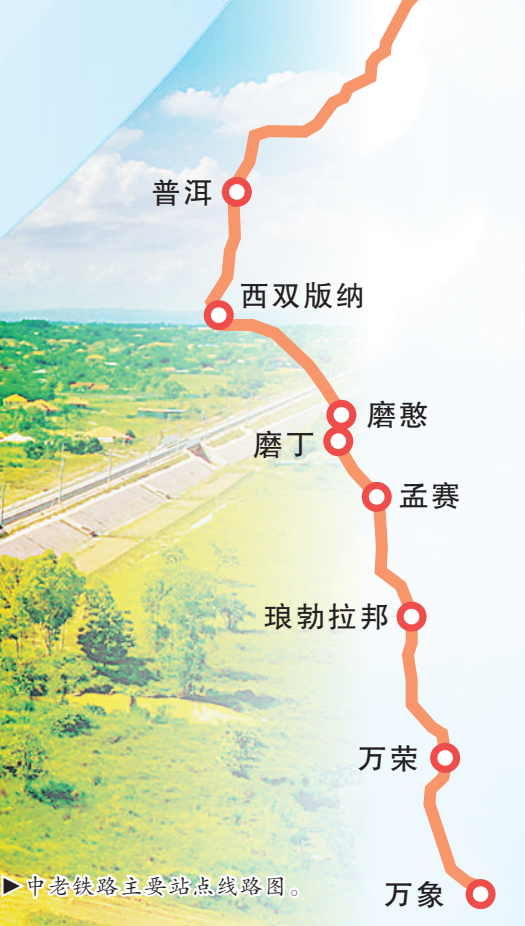 普洱
西双版纳
磨憨
磨丁
孟赛
琅勃拉邦
万荣
万象
▶中老铁路主要站点线路图。